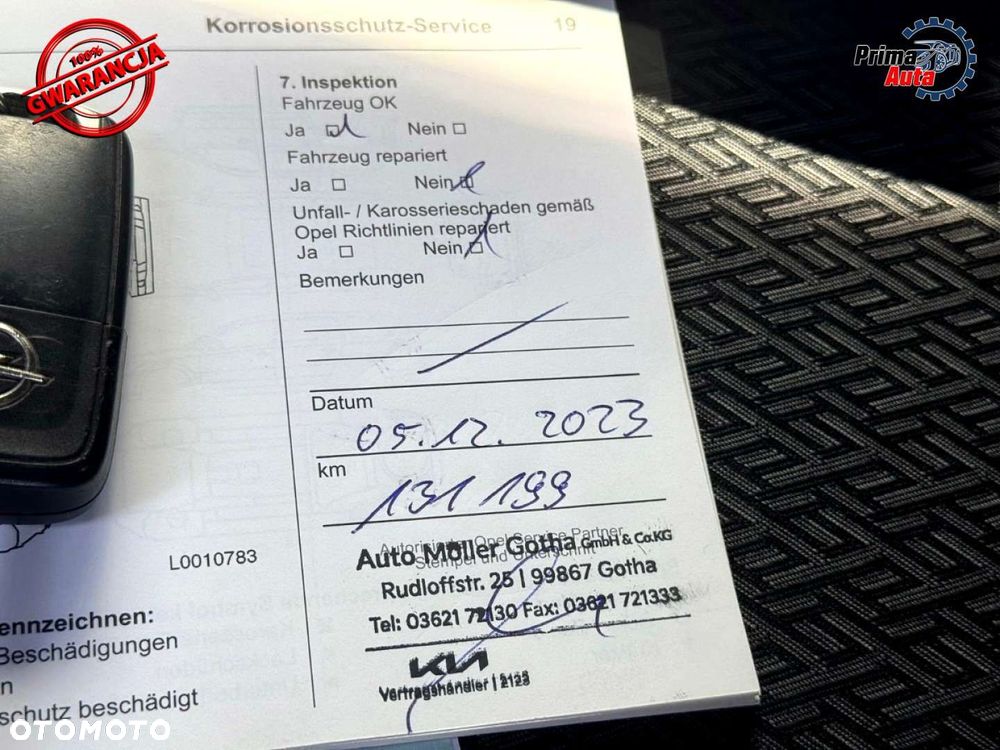 Korrosionsschutz-Service 19
100%
GWARANCJA
Prima
Auta
7. Inspektion
Fahrzeug OK
Ja Nein
Fahrzeug repariert
Ja Nein
Unfall- / Karosserieschaden gemäß
Opel Richtlinien repariert
Ja Nein
Bemerkungen
Datum
05.12.2023
km
131 199
Autorisierter Opel Service Partner
Stempel und Unterschrift
Auto Möller Gotha GmbH & Co.KG
Rudloffstr. 25 | 99867 Gotha
Tel: 03621 72130 Fax: 03621 721333
KIA
Vertragshändler | 2123
L0010783
ennzeichnen:
Beschädigungen
n
schutz beschädigt
OTOMOTO